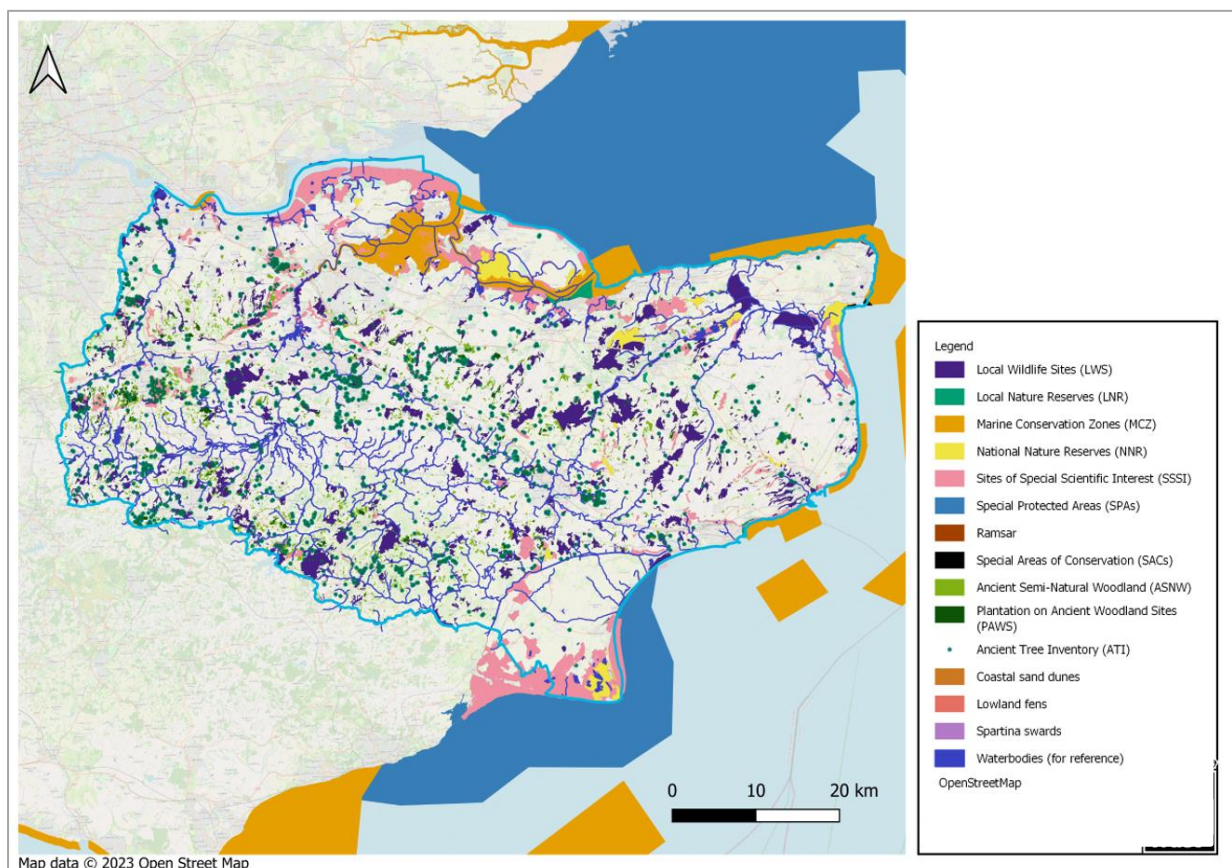 N
0 10 20 km
Map data © 2023 Open Street Map
Legend
Local Wildlife Sites (LWS)
Local Nature Reserves (LNR)
Marine Conservation Zones (MCZ)
National Nature Reserves (NNR)
Sites of Special Scientific Interest (SSSI)
Special Protected Areas (SPAs)
Ramsar
Special Areas of Conservation (SACs)
Ancient Semi-Natural Woodland (ASNW)
Plantation on Ancient Woodland Sites
(PAWS)
Ancient Tree Inventory (ATI)
Coastal sand dunes
Lowland fens
Spartina swards
Waterbodies (for reference)
OpenStreetMap